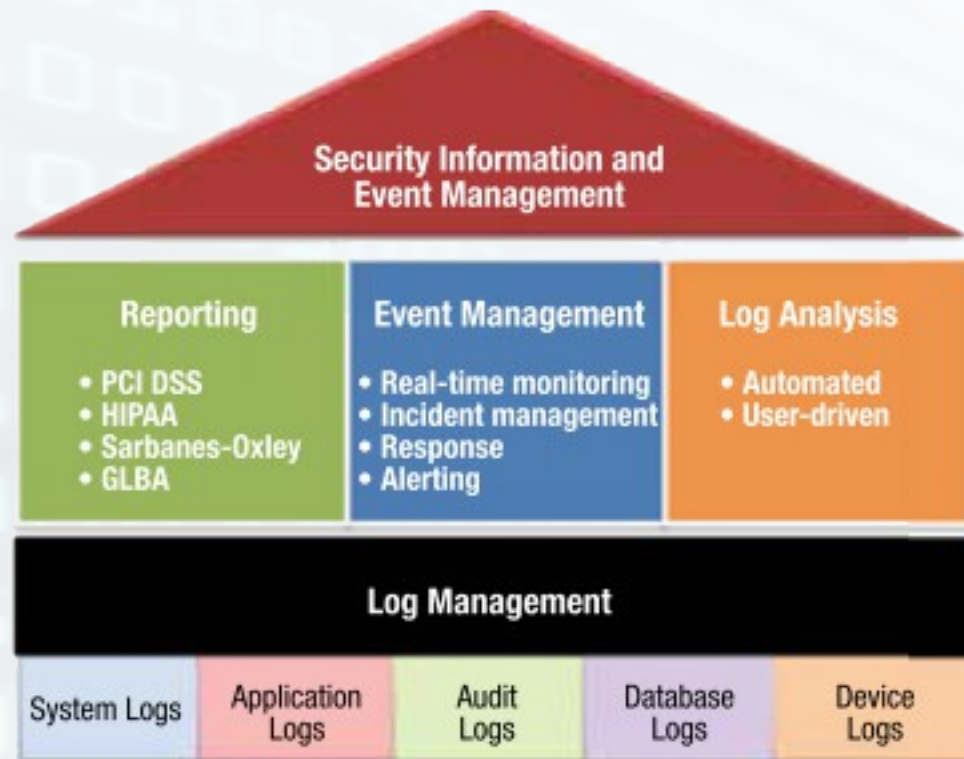 Security Information and
Event Management
Reporting
• PCI DSS
• HIPAA
• Sarbanes-Oxley
• GLBA
Event Management
• Real-time monitoring
• Incident management
• Response
• Alerting
Log Analysis
• Automated
• User-driven
Log Management
System Logs
Application
Logs
Audit
Logs
Database
Logs
Device
Logs